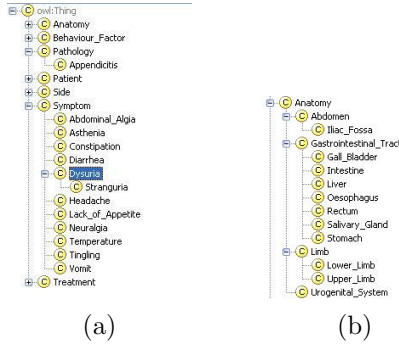 owl:Thing
Anatomy
Behaviour_Factor
Pathology
Appendicitis
Patient
Side
Symptom
Abdominal_Algia
Asthenia
Constipation
Diarrhea
Dysuria
Stranguria
Headache
Lack_of_Appetite
Neuralgia
Temperature
Tingling
Vomit
Treatment
(a)
Anatomy
Abdomen
Iliac_Fossa
Gastrointestinal_Tract
Gall_Bladder
Intestine
Liver
Oesophagus
Rectum
Salivary_Gland
Stomach
Limb
Lower_Limb
Upper_Limb
Urogenital_System
(b)